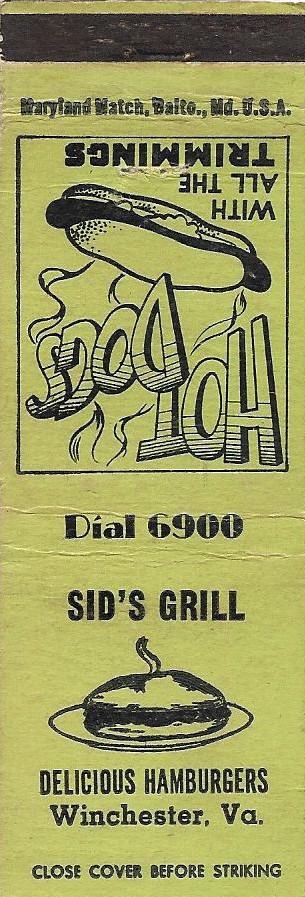 Maryland Match, Balto., Md. U.S.A.
HOT DOGS
WITH
ALL THE
TRIMMINGS
Dial 6900
SID'S GRILL
DELICIOUS HAMBURGERS
Winchester, Va.
CLOSE COVER BEFORE STRIKING